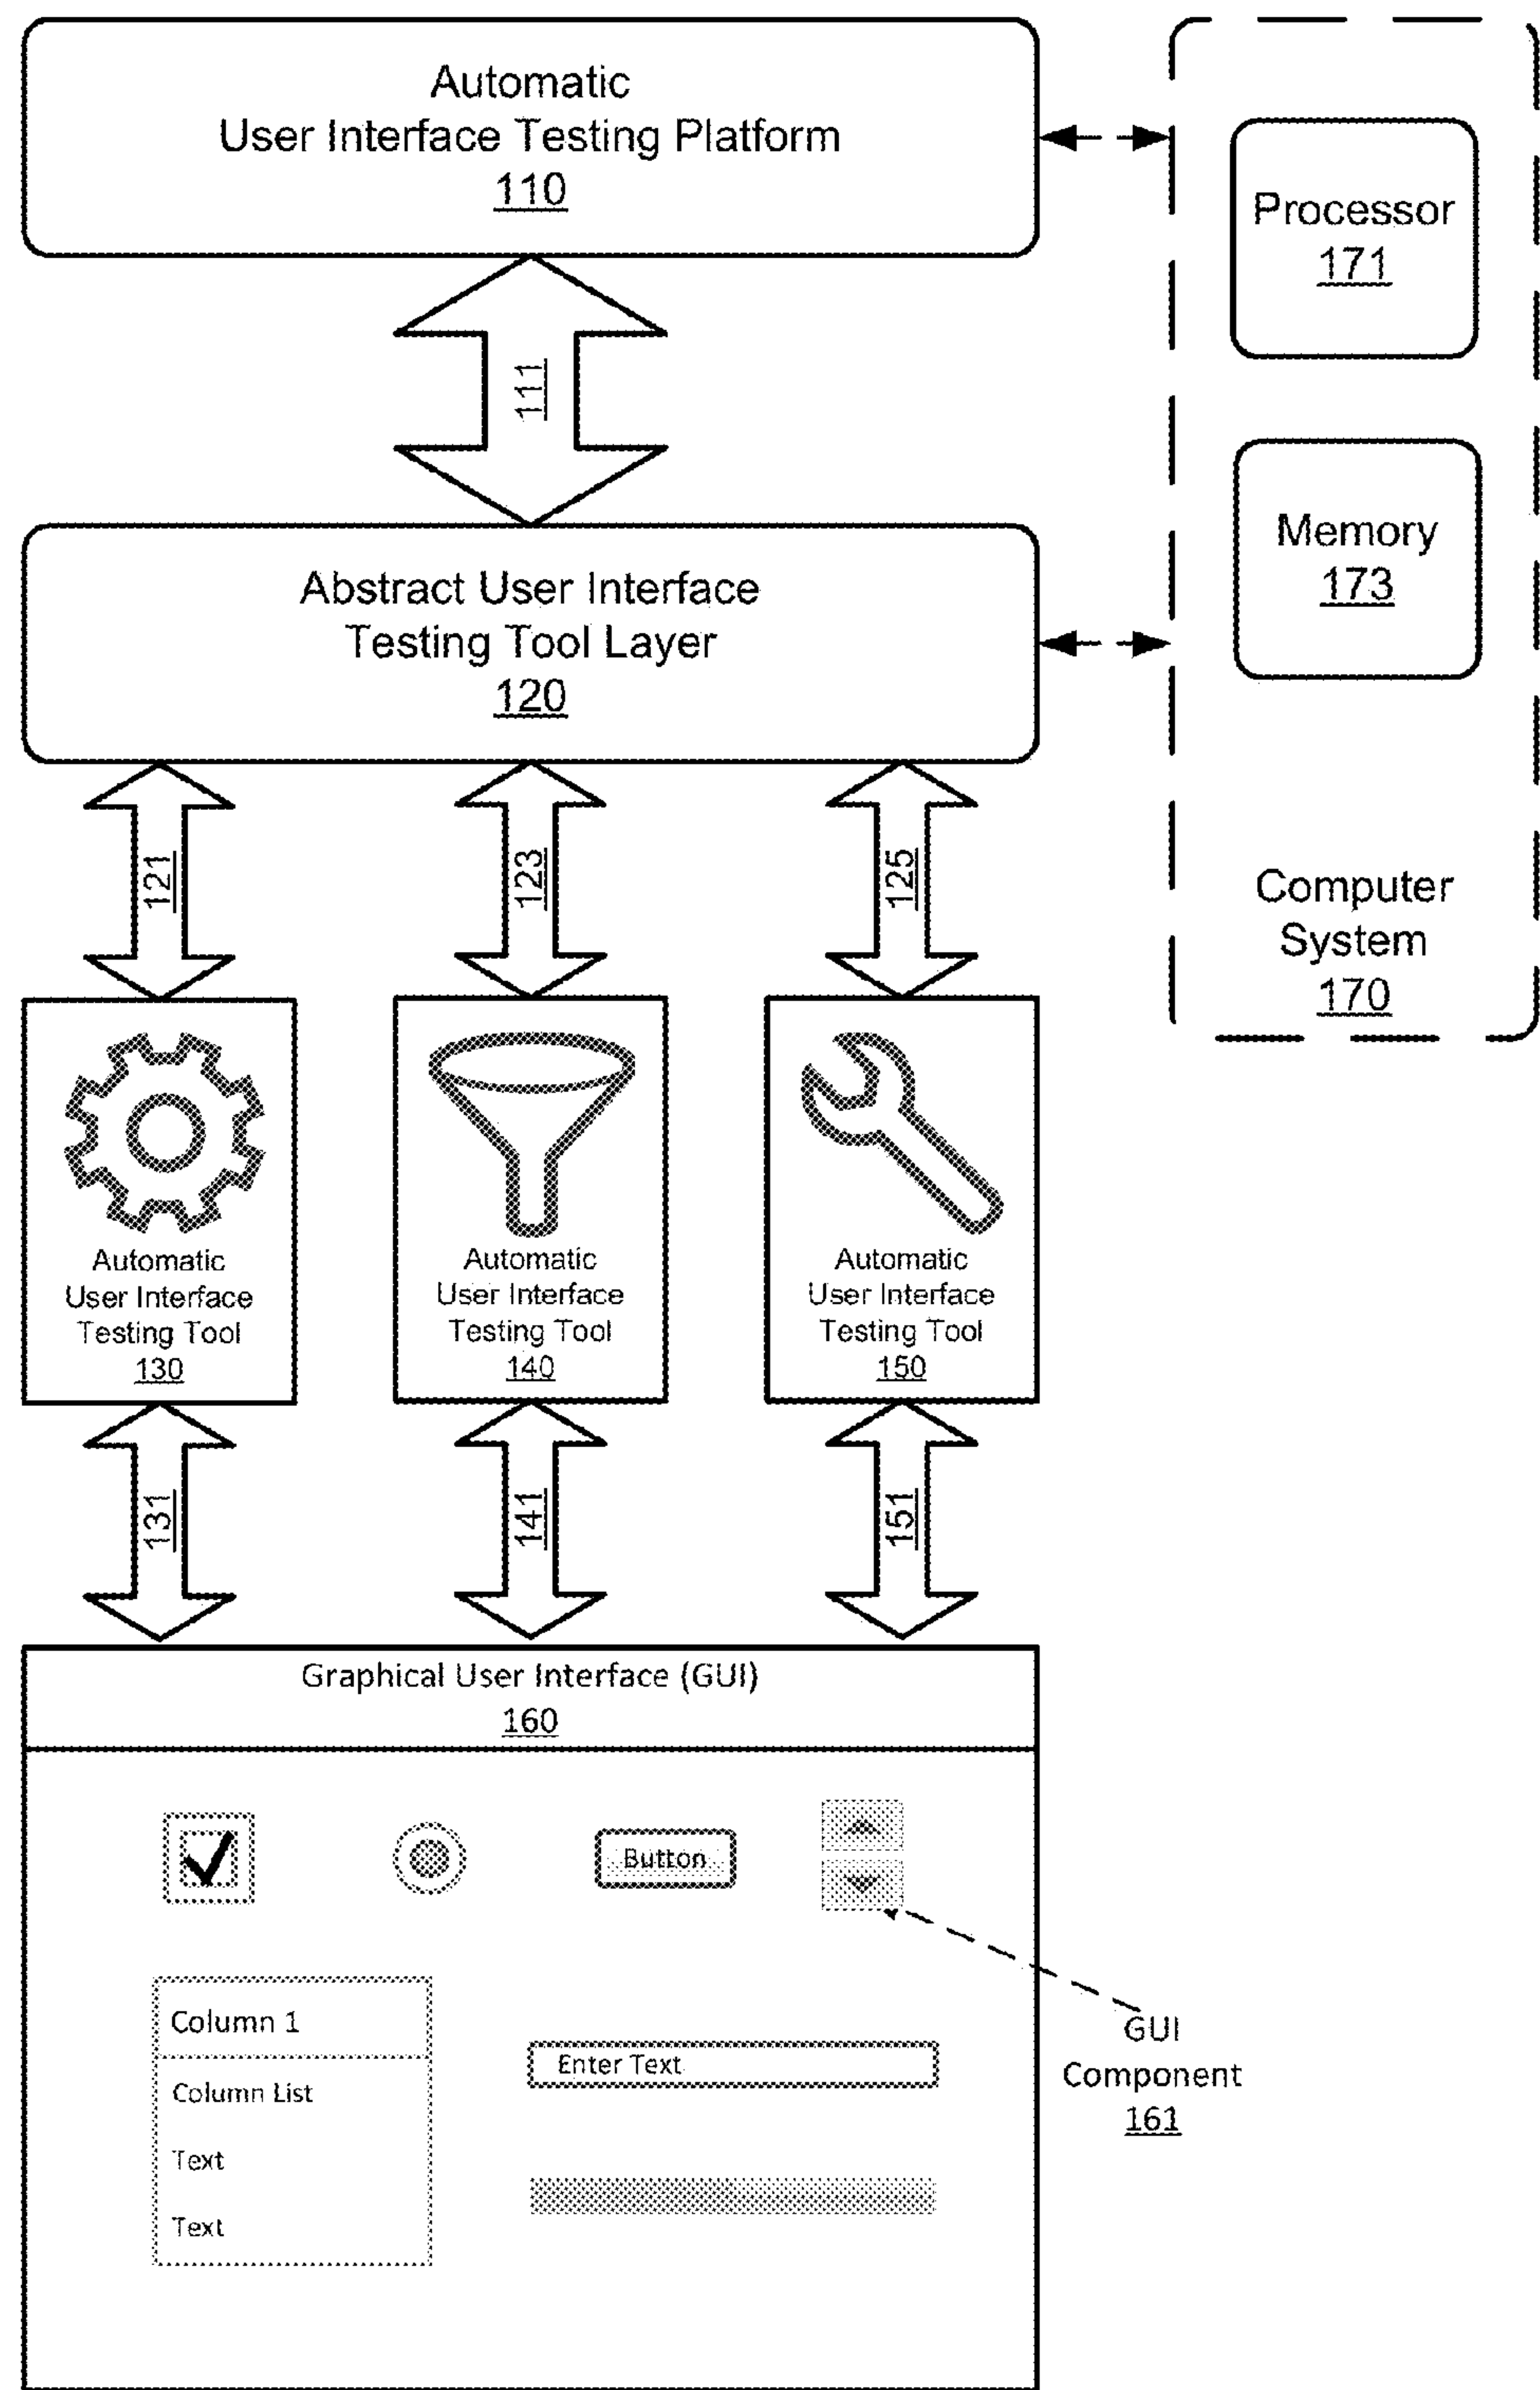 Automatic
User Interface Testing Platform
110
Processor
171
111
Memory
173
Abstract User Interface
Testing Tool Layer
120
121
123
125
Computer
System
170
Automatic
User Interface
Testing Tool
130
Automatic
User Interface
Testing Tool
140
Automatic
User Interface
Testing Tool
150
131
141
151
Graphical User Interface (GUI)
160
Button
Column 1
Column List
Text
Text
Enter Text
GUI
Component
161